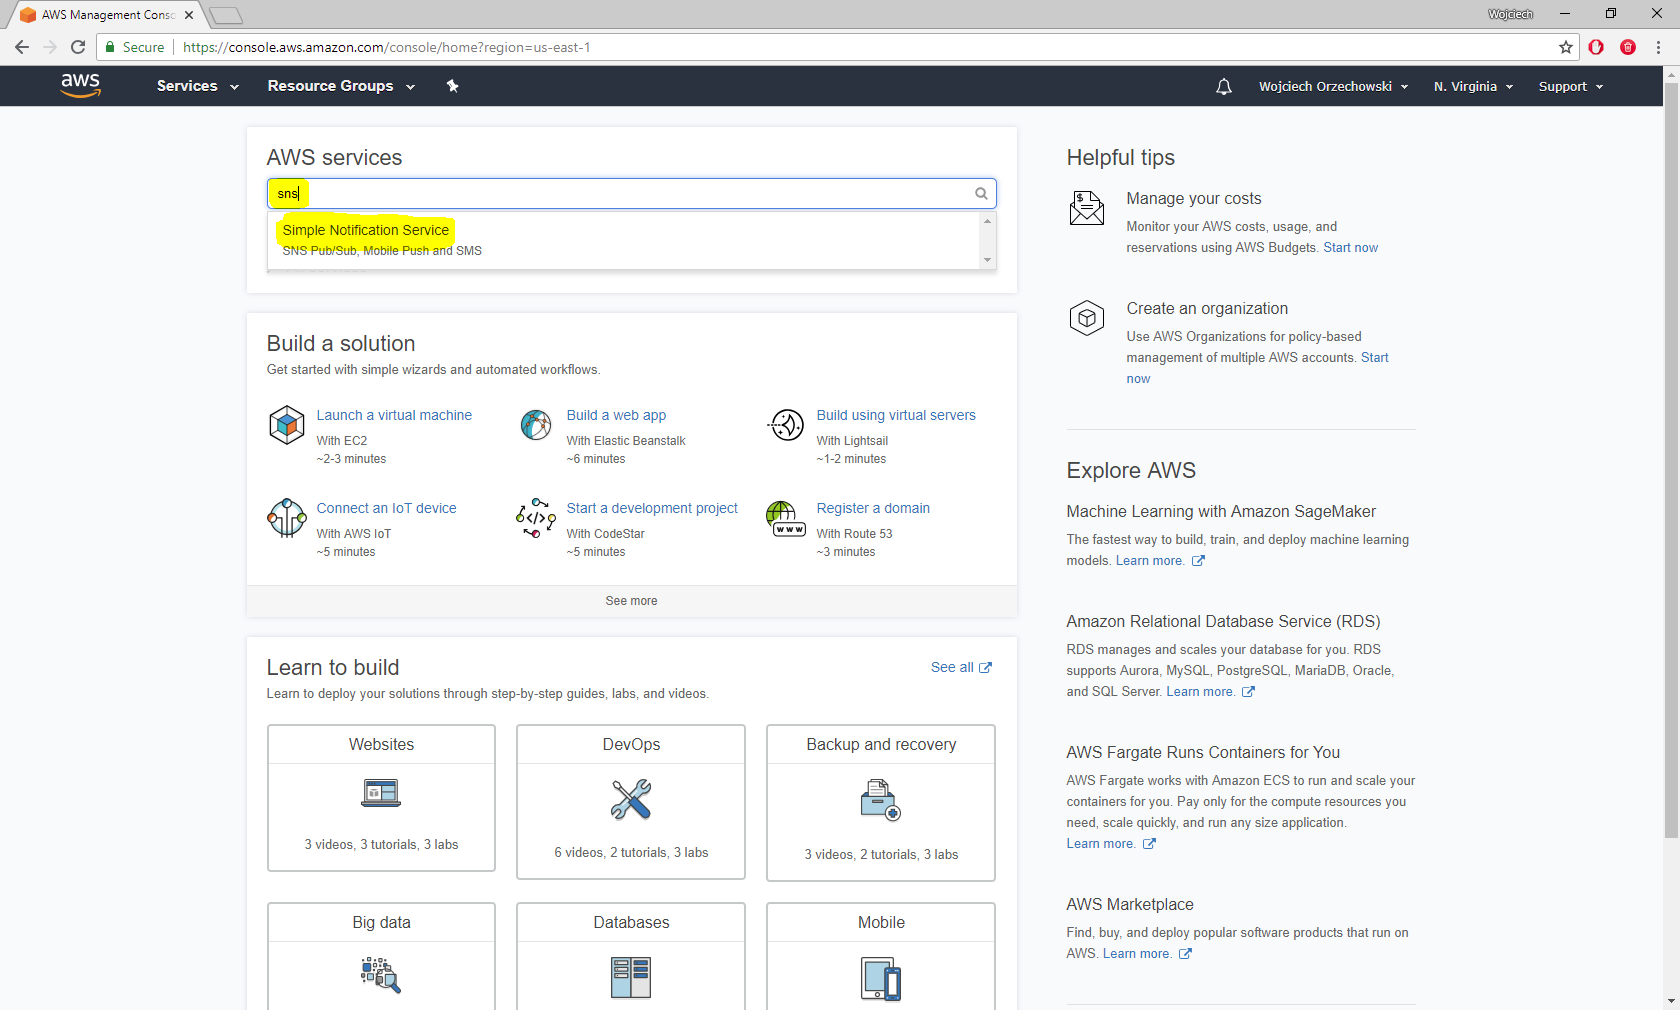 AWS Management Conso
Wojciech
Secure
https://console.aws.amazon.com/console/home?region=us-east-1
aws
Services
Resource Groups
Wojciech Orzechowski
N. Virginia
Support
AWS services
sns
Simple Notification Service
SNS Pub/Sub, Mobile Push and SMS
Build a solution
Get started with simple wizards and automated workflows.
Launch a virtual machine
With EC2
~2-3 minutes
Build a web app
With Elastic Beanstalk
~6 minutes
Build using virtual servers
With Lightsail
~1-2 minutes
Connect an IoT device
With AWS IoT
~5 minutes
Start a development project
With CodeStar
~5 minutes
Register a domain
With Route 53
~3 minutes
See more
Learn to build
See all
Learn to deploy your solutions through step-by-step guides, labs, and videos.
Websites
3 videos, 3 tutorials, 3 labs
DevOps
6 videos, 2 tutorials, 3 labs
Backup and recovery
3 videos, 2 tutorials, 3 labs
Big data
Databases
Mobile
Helpful tips
Manage your costs
Monitor your AWS costs, usage, and
reservations using AWS Budgets. Start now
Create an organization
Use AWS Organizations for policy-based
management of multiple AWS accounts. Start
now
Explore AWS
Machine Learning with Amazon SageMaker
The fastest way to build, train, and deploy machine learning
models. Learn more.
Amazon Relational Database Service (RDS)
RDS manages and scales your database for you. RDS
supports Aurora, MySQL, PostgreSQL, MariaDB, Oracle,
and SQL Server. Learn more.
AWS Fargate Runs Containers for You
AWS Fargate works with Amazon ECS to run and scale your
containers for you. Pay only for the compute resources you
need, scale quickly, and run any size application.
Learn more.
AWS Marketplace
Find, buy, and deploy popular software products that run on
AWS. Learn more.